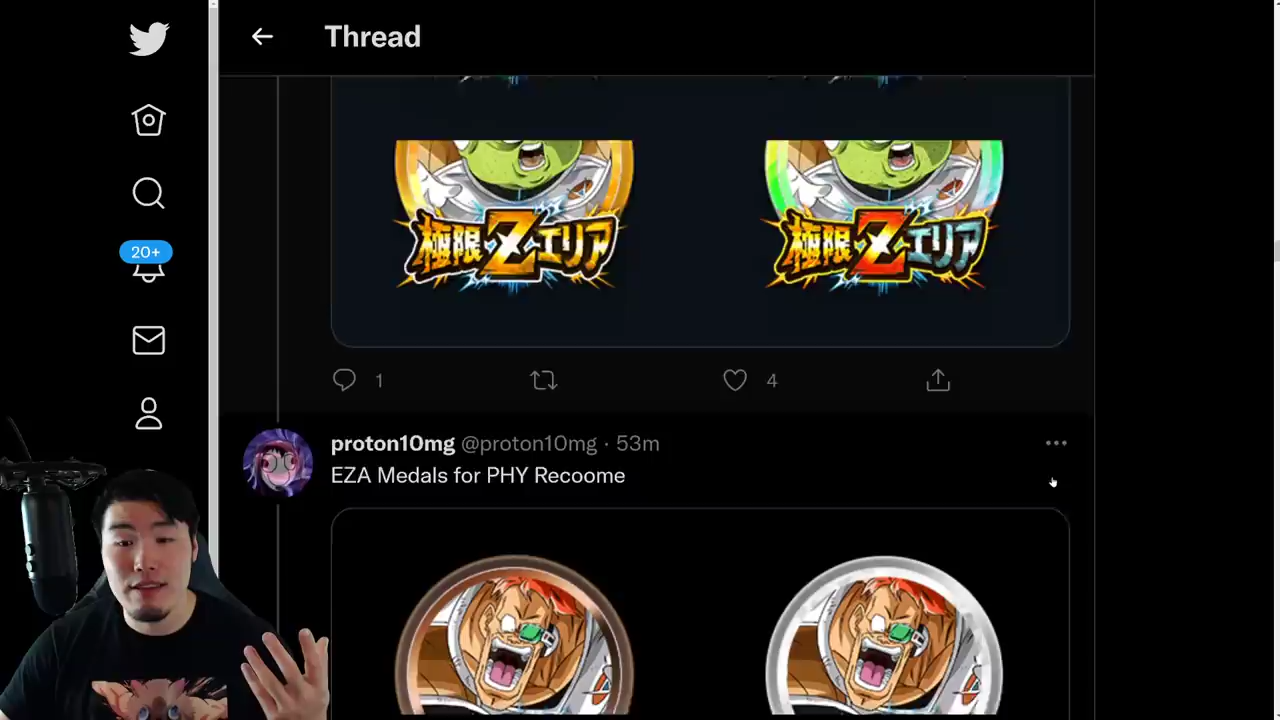 Thread
極限Zエリア
極限Zエリア
1
4
20+
proton10mg @proton10mg · 53m
EZA Medals for PHY Recoome